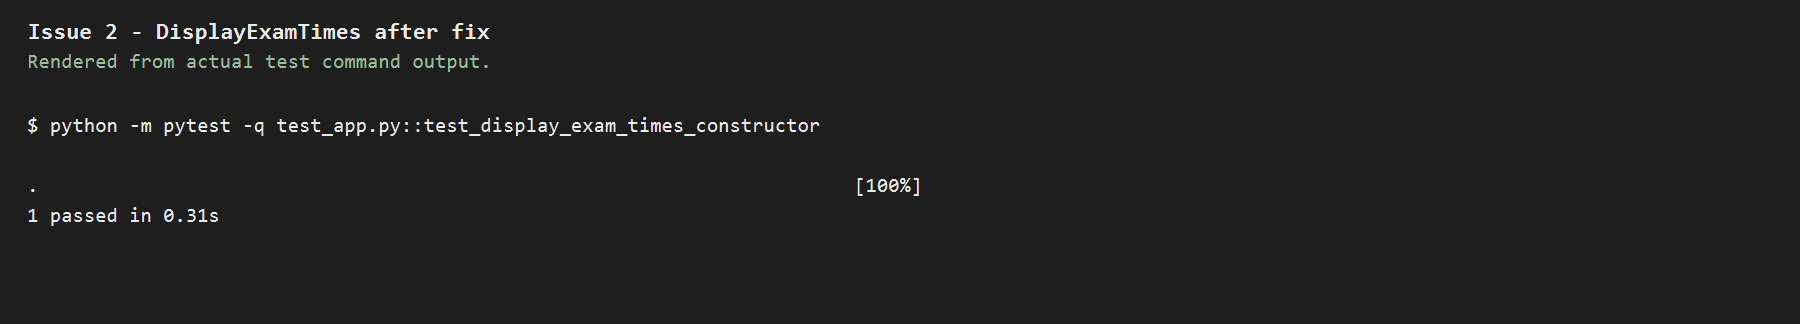 Issue 2 - DisplayExamTimes after fix
Rendered from actual test command output.
$ python -m pytest -q test_app.py::test_display_exam_times_constructor
. [100%]
1 passed in 0.31s